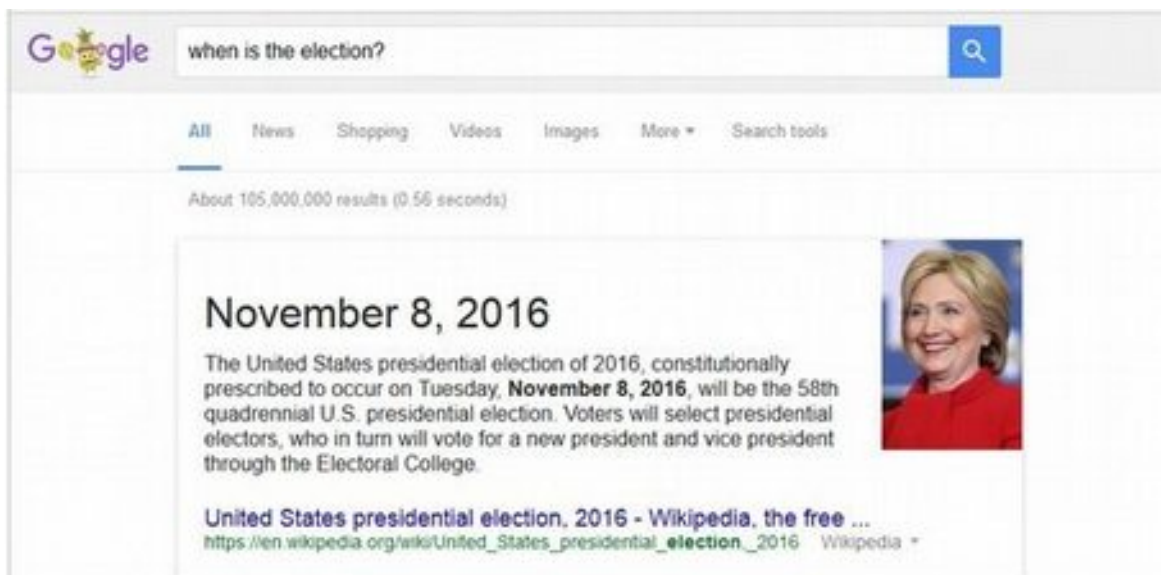 Google
when is the election?
All News Shopping Videos Images More Search tools
About 105,000,000 results (0.56 seconds)
November 8, 2016
The United States presidential election of 2016, constitutionally
prescribed to occur on Tuesday, November 8, 2016, will be the 58th
quadrennial U.S. presidential election. Voters will select presidential
electors, who in turn will vote for a new president and vice president
through the Electoral College.
United States presidential election, 2016 - Wikipedia, the free ...
https://en.wikipedia.org/wiki/United_States_presidential_election,_2016 Wikipedia